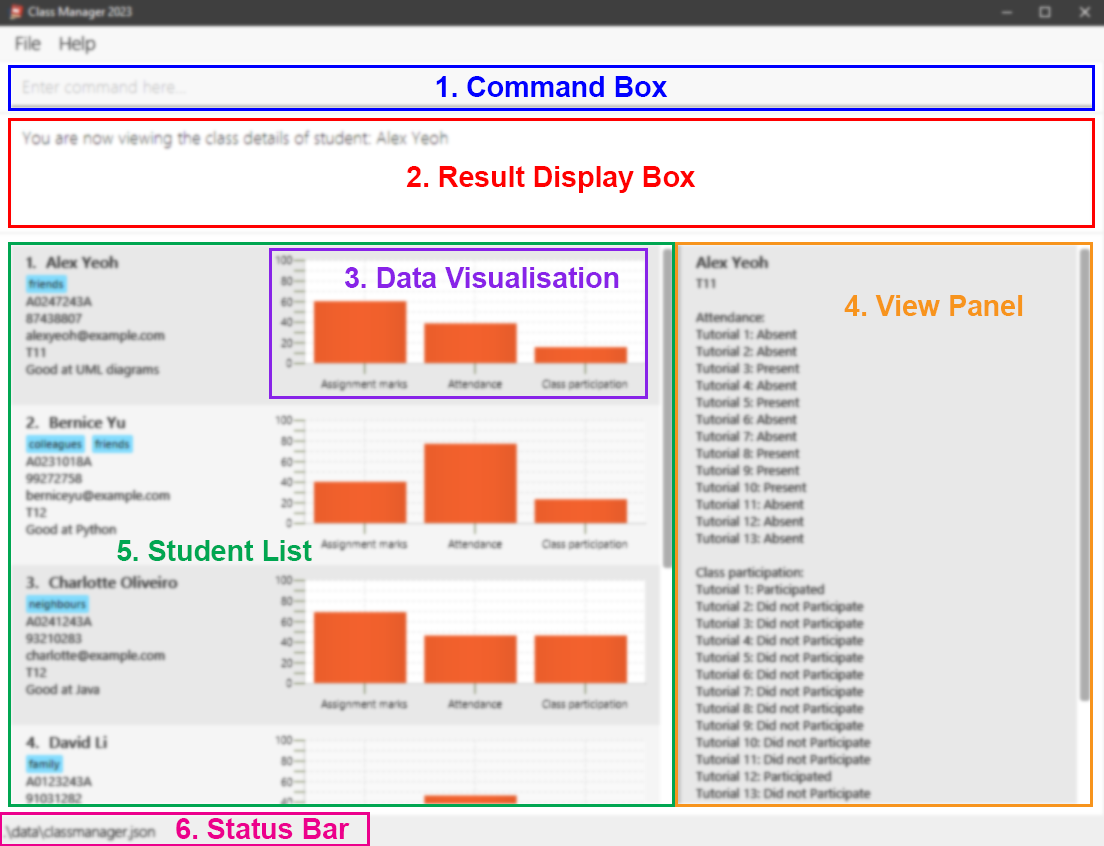 Class Manager 2023
File Help
Enter command here...
1. Command Box
You are now viewing the class details of student: Alex Yeoh
2. Result Display Box
1. Alex Yeoh
friends
A0247243A
87438807
alexyeoh@example.com
T11
Good at UML diagrams
3. Data Visualisation
100
80
60
40
20
0
Assignment marks Attendance Class participation
2. Bernice Yu
colleagues friends
A0231018A
99272758
berniceyu@example.com
T12
Good at Python
100
80
60
40
20
0
Assignment marks Attendance Class participation
5. Student List
3. Charlotte Oliveiro
neighbours
A0241243A
93210283
charlotte@example.com
T12
Good at Java
100
80
60
40
20
0
Assignment marks Attendance Class participation
4. David Li
family
A0123243A
91031282
100
80
60
40
4. View Panel
Alex Yeoh
T11
Attendance:
Tutorial 1: Absent
Tutorial 2: Absent
Tutorial 3: Present
Tutorial 4: Absent
Tutorial 5: Present
Tutorial 6: Absent
Tutorial 7: Absent
Tutorial 8: Present
Tutorial 9: Present
Tutorial 10: Present
Tutorial 11: Absent
Tutorial 12: Absent
Tutorial 13: Absent
Class participation:
Tutorial 1: Participated
Tutorial 2: Did not Participate
Tutorial 3: Did not Participate
Tutorial 4: Did not Participate
Tutorial 5: Did not Participate
Tutorial 6: Did not Participate
Tutorial 7: Did not Participate
Tutorial 8: Did not Participate
Tutorial 9: Did not Participate
Tutorial 10: Did not Participate
Tutorial 11: Did not Participate
Tutorial 12: Participated
Tutorial 13: Did not Participate
.\data\classmanager.json
6. Status Bar